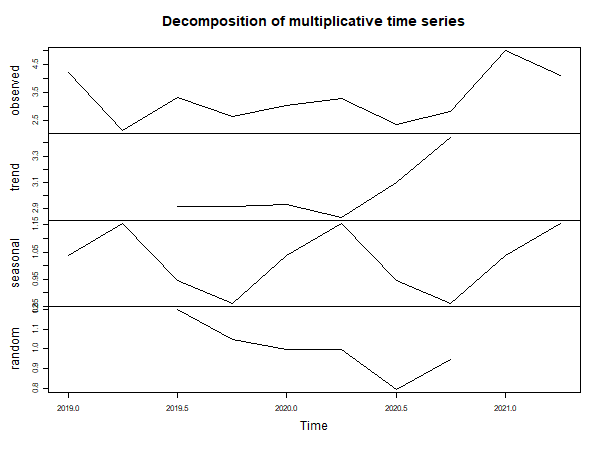 Decomposition of multiplicative time series
observed
4.5
3.5
2.5
trend
3.3
3.1
2.9
seasonal
1.15
1.05
0.95
random
1.1
1.0
0.9
0.8
2019.0 2019.5 2020.0 2020.5 2021.0
Time